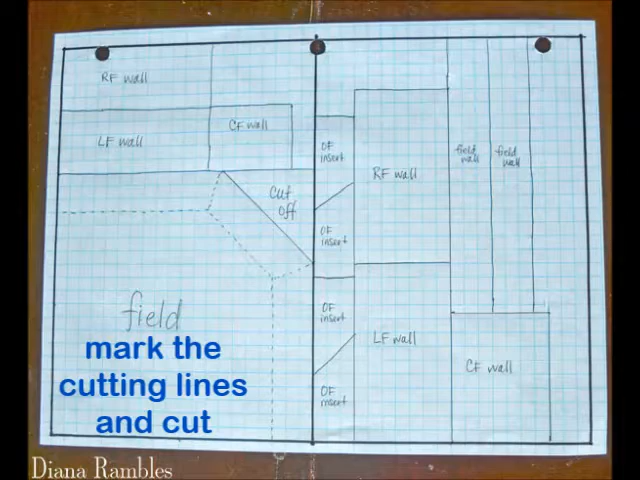 RF wall
LF wall
CF wall
Cut
off
field
OF
insert
OF
insert
OF
insert
OF
insert
RF wall
LF wall
field
wall
field
wall
CF wall
mark the
cutting lines
and cut
Diana Rambles